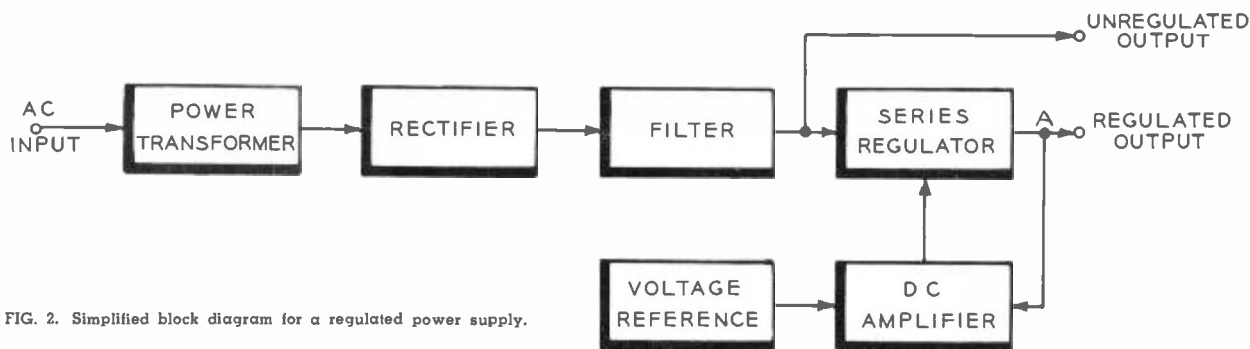 UNREGULATED
OUTPUT
AC
INPUT
POWER
TRANSFORMER
RECTIFIER
FILTER
SERIES
REGULATOR
A
REGULATED
OUTPUT
VOLTAGE
REFERENCE
DC
AMPLIFIER
FIG. 2. Simplified block diagram for a regulated power supply.